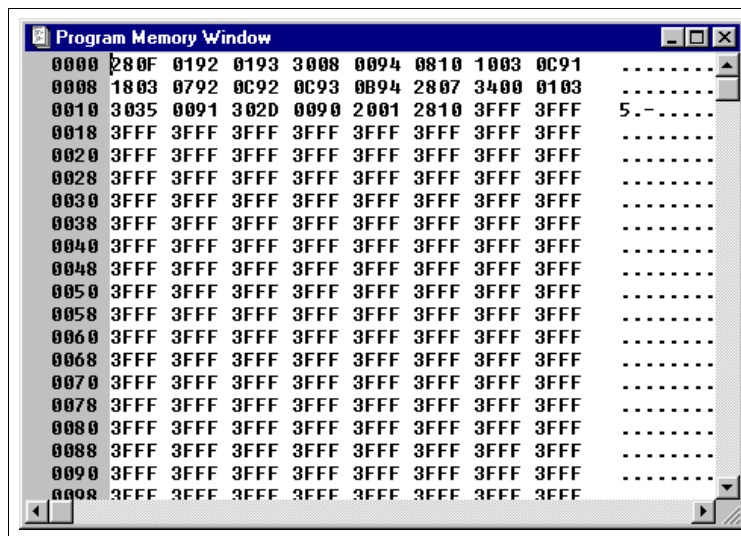 Program Memory Window
0000 280F 0192 0193 3008 0094 0810 1003 0C91 ........
0008 1803 0792 0C92 0C93 0B94 2807 3400 0103 ........
0010 3035 0091 302D 0090 2001 2810 3FFF 3FFF 5.-.....
0018 3FFF 3FFF 3FFF 3FFF 3FFF 3FFF 3FFF 3FFF ........
0020 3FFF 3FFF 3FFF 3FFF 3FFF 3FFF 3FFF 3FFF ........
0028 3FFF 3FFF 3FFF 3FFF 3FFF 3FFF 3FFF 3FFF ........
0030 3FFF 3FFF 3FFF 3FFF 3FFF 3FFF 3FFF 3FFF ........
0038 3FFF 3FFF 3FFF 3FFF 3FFF 3FFF 3FFF 3FFF ........
0040 3FFF 3FFF 3FFF 3FFF 3FFF 3FFF 3FFF 3FFF ........
0048 3FFF 3FFF 3FFF 3FFF 3FFF 3FFF 3FFF 3FFF ........
0050 3FFF 3FFF 3FFF 3FFF 3FFF 3FFF 3FFF 3FFF ........
0058 3FFF 3FFF 3FFF 3FFF 3FFF 3FFF 3FFF 3FFF ........
0060 3FFF 3FFF 3FFF 3FFF 3FFF 3FFF 3FFF 3FFF ........
0068 3FFF 3FFF 3FFF 3FFF 3FFF 3FFF 3FFF 3FFF ........
0070 3FFF 3FFF 3FFF 3FFF 3FFF 3FFF 3FFF 3FFF ........
0078 3FFF 3FFF 3FFF 3FFF 3FFF 3FFF 3FFF 3FFF ........
0080 3FFF 3FFF 3FFF 3FFF 3FFF 3FFF 3FFF 3FFF ........
0088 3FFF 3FFF 3FFF 3FFF 3FFF 3FFF 3FFF 3FFF ........
0090 3FFF 3FFF 3FFF 3FFF 3FFF 3FFF 3FFF 3FFF ........
0098 3FFF 3FFF 3FFF 3FFF 3FFF 3FFF 3FFF 3FFF